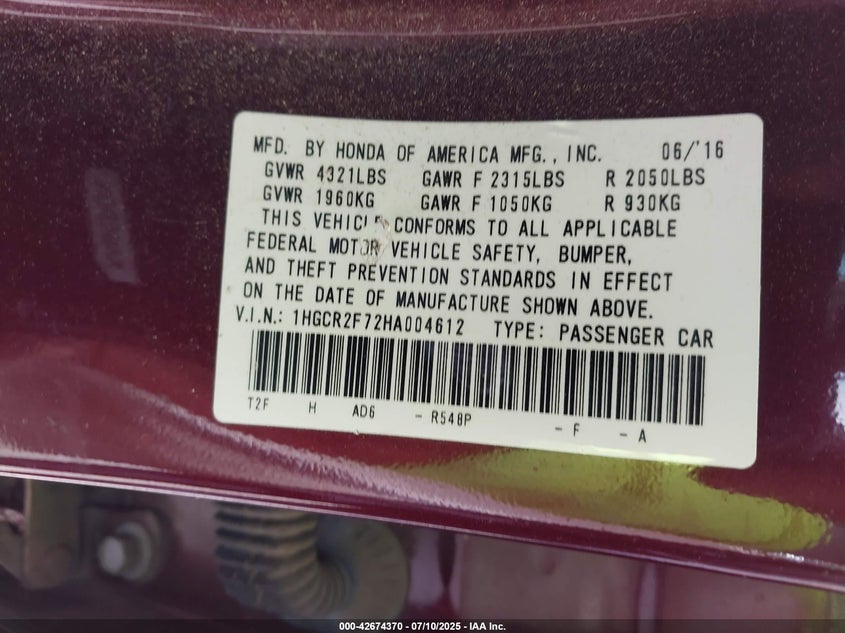 MFD. BY HONDA OF AMERICA MFG., INC. 06/'16
GVWR 4321LBS GAWR F 2315LBS R 2050LBS
GVWR 1960KG GAWR F 1050KG R 930KG
THIS VEHICLE CONFORMS TO ALL APPLICABLE
FEDERAL MOTOR VEHICLE SAFETY, BUMPER,
AND THEFT PREVENTION STANDARDS IN EFFECT
ON THE DATE OF MANUFACTURE SHOWN ABOVE.
V.I.N.: 1HGCR2F72HA004612 TYPE: PASSENGER CAR
T2F H AD6 - R548P - F - A
000-42674370 - 07/10/2025 - IAA Inc.